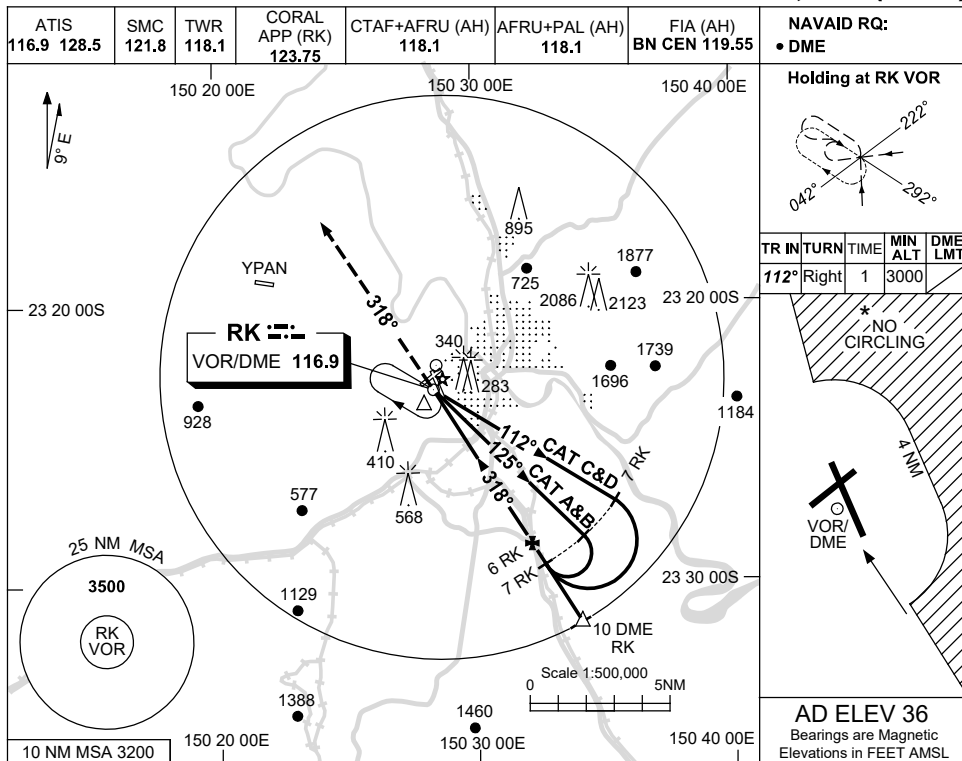 ATIS
116.9 128.5
SMC
121.8
TWR
118.1
CORAL
APP (RK)
123.75
CTAF+AFRU (AH)
118.1
AFRU+PAL (AH)
118.1
FIA (AH)
BN CEN 119.55
NAVAID RQ:
• DME
150 20 00E
150 30 00E
150 40 00E
9° E
Holding at RK VOR
222°
042°
292°
TR IN TURN TIME MIN ALT DME LMT
112° Right 1 3000
895
YPAN
725
1877
2086
2123
23 20 00S
23 20 00S
318°
RK
VOR/DME 116.9
340
283
1696
1739
1184
928
410
568
112° CAT C&D
125° CAT A&B
318°
7 RK
6 RK
7 RK
577
23 30 00S
25 NM MSA
3500
RK
VOR
1129
10 DME
RK
Scale 1:500,000
0 5NM
1388
1460
150 20 00E
150 30 00E
150 40 00E
10 NM MSA 3200
* NO
CIRCLING
4 NM
VOR/
DME
AD ELEV 36
Bearings are Magnetic
Elevations in FEET AMSL